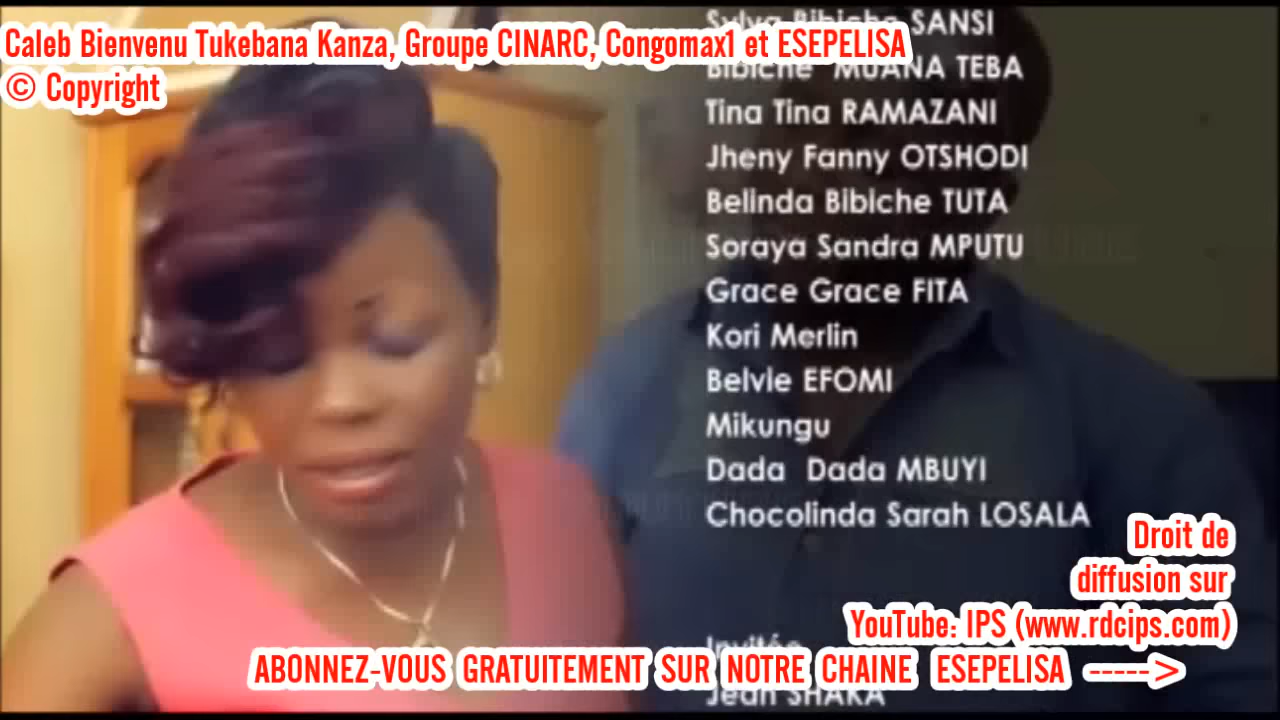 Sylva Bibiche SANSI
Caleb Bienvenu Tukebana Kanza, Groupe CINARC, Congomax1 et ESEPELISA
© Copyright
Bibiche MUANA TEBA
Tina Tina RAMAZANI
Jheny Fanny OTSHODI
Belinda Bibiche TUTA
Soraya Sandra MPUTU
Grace Grace FITA
Kori Merlin
Belvie EFOMI
Mikungu
Dada Dada MBUYI
Chocolinda Sarah LOSALA
Droit de
diffusion sur
YouTube: IPS (www.rdcips.com)
Invitée
ABONNEZ-VOUS GRATUITEMENT SUR NOTRE CHAINE ESEPELISA ----->
Jean SHAKA